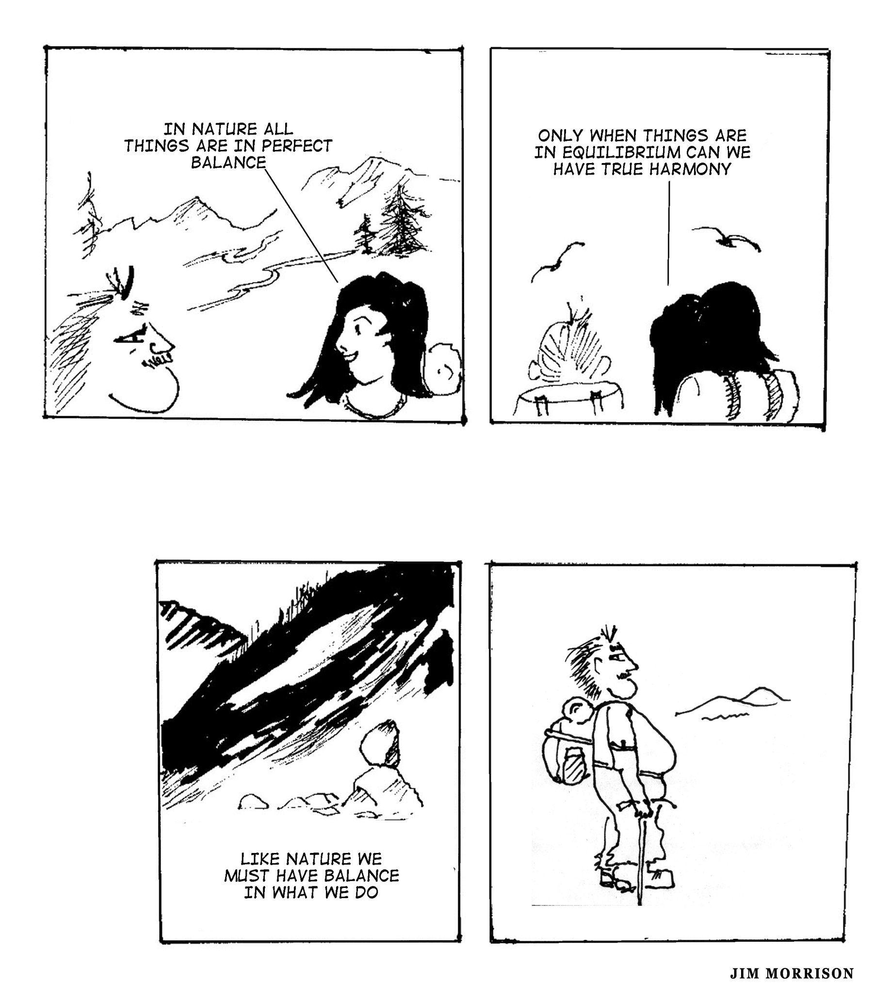 IN NATURE ALL
THINGS ARE IN PERFECT
BALANCE
ONLY WHEN THINGS ARE
IN EQUILIBRIUM CAN WE
HAVE TRUE HARMONY
LIKE NATURE WE
MUST HAVE BALANCE
IN WHAT WE DO
JIM MORRISON